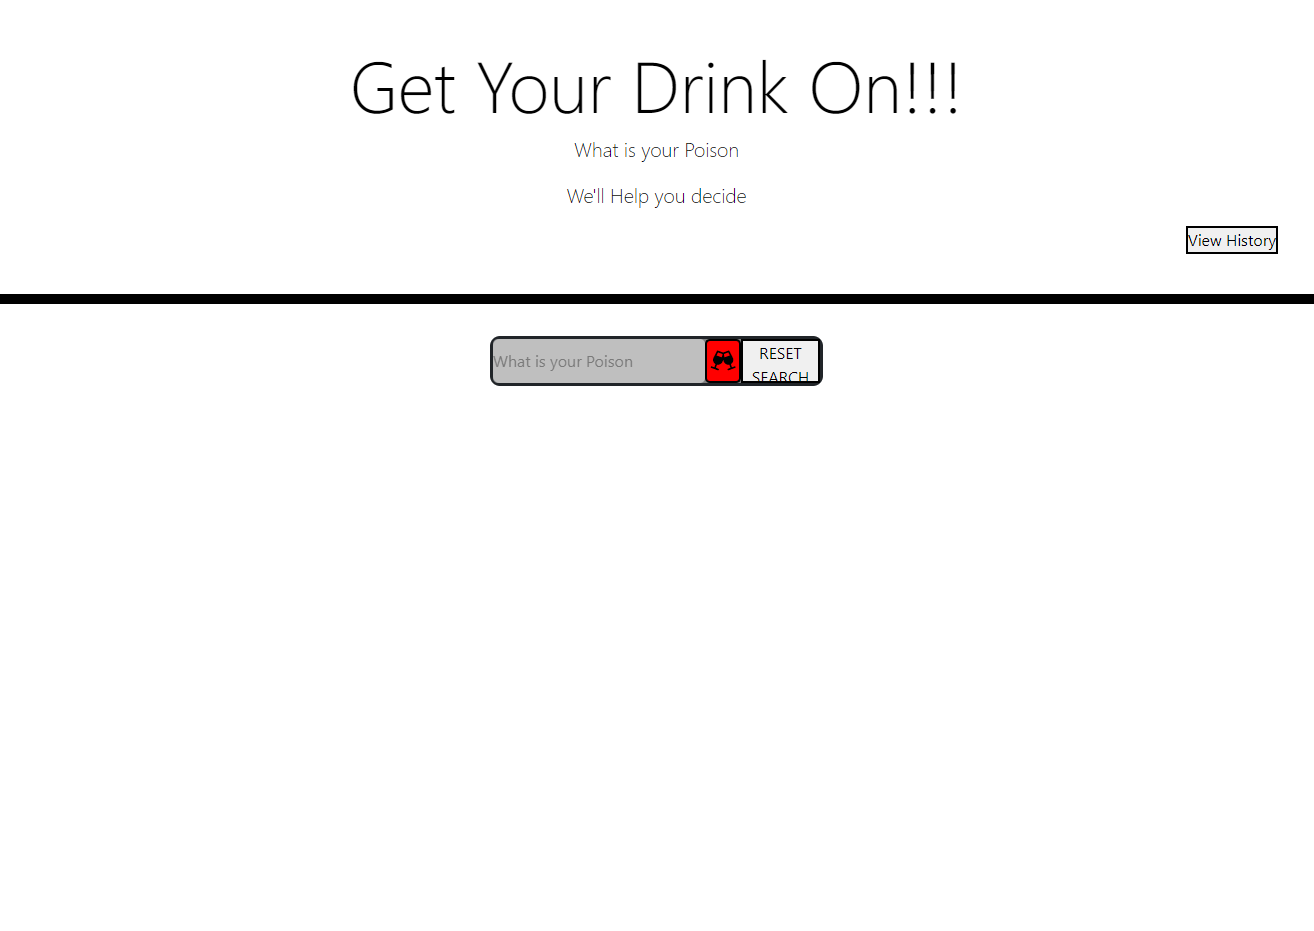 Get Your Drink On!!!
What is your Poison
We'll Help you decide
View History
What is your Poison
RESET
SEARCH